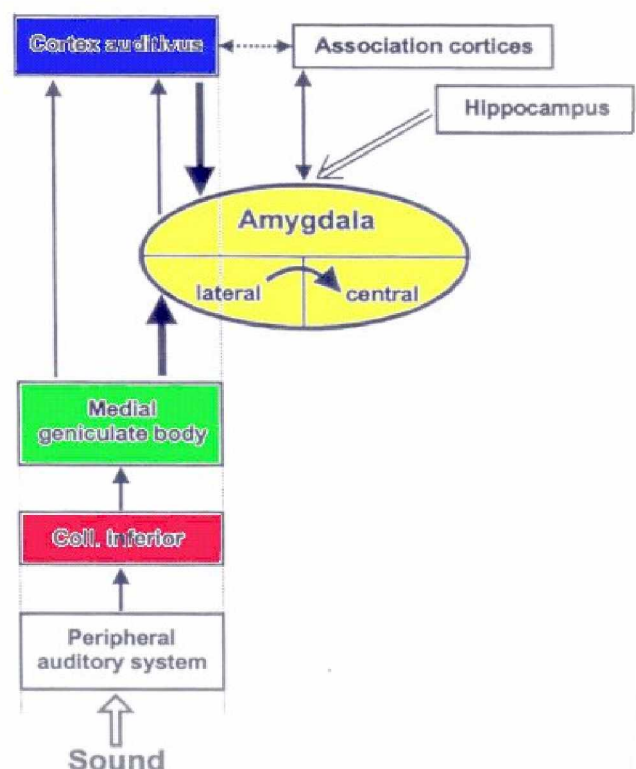 Cortex auditivus
Association cortices
Hippocampus
Amygdala
lateral
central
Medial
geniculate body
Coll. inferior
Peripheral
auditory system
Sound